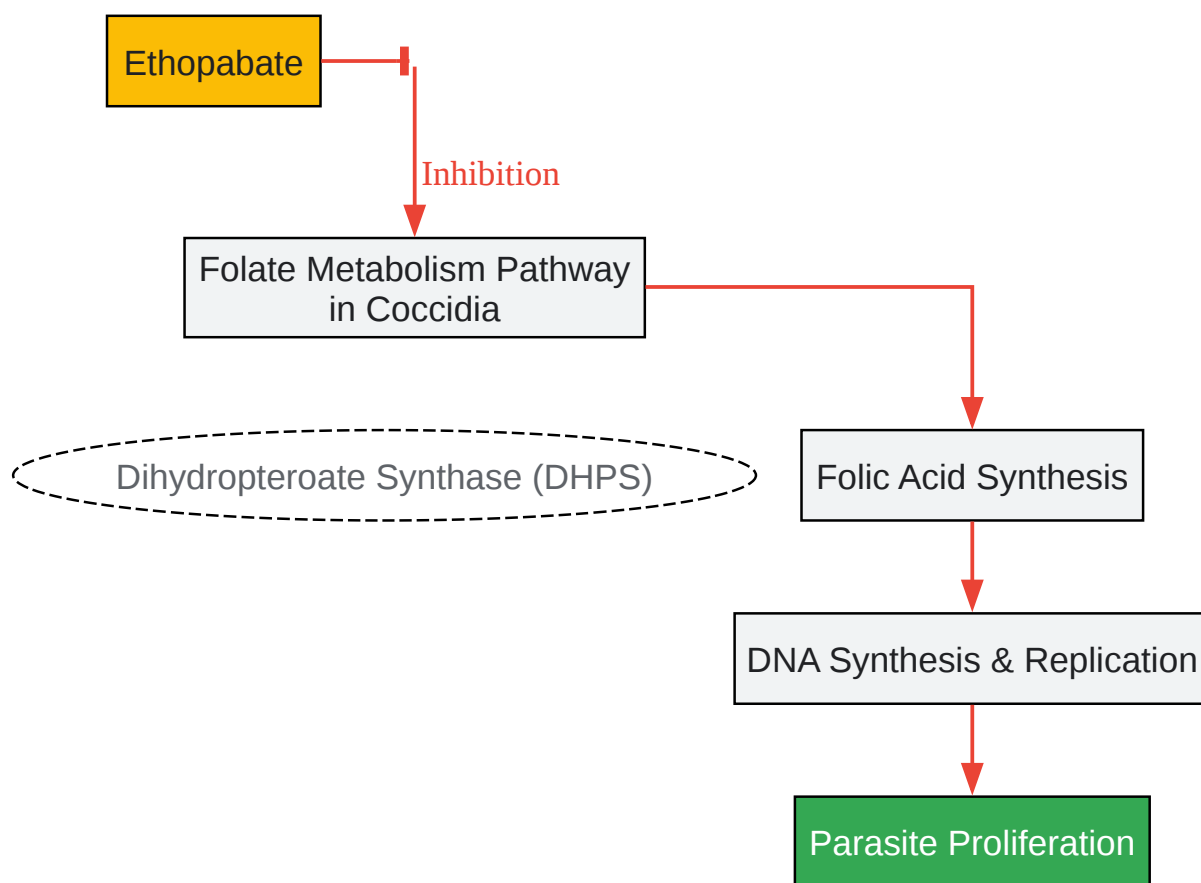 Ethopabate
Inhibition
Folate Metabolism Pathway
in Coccidia
Dihydropteroate Synthase (DHPS)
Folic Acid Synthesis
DNA Synthesis & Replication
Parasite Proliferation